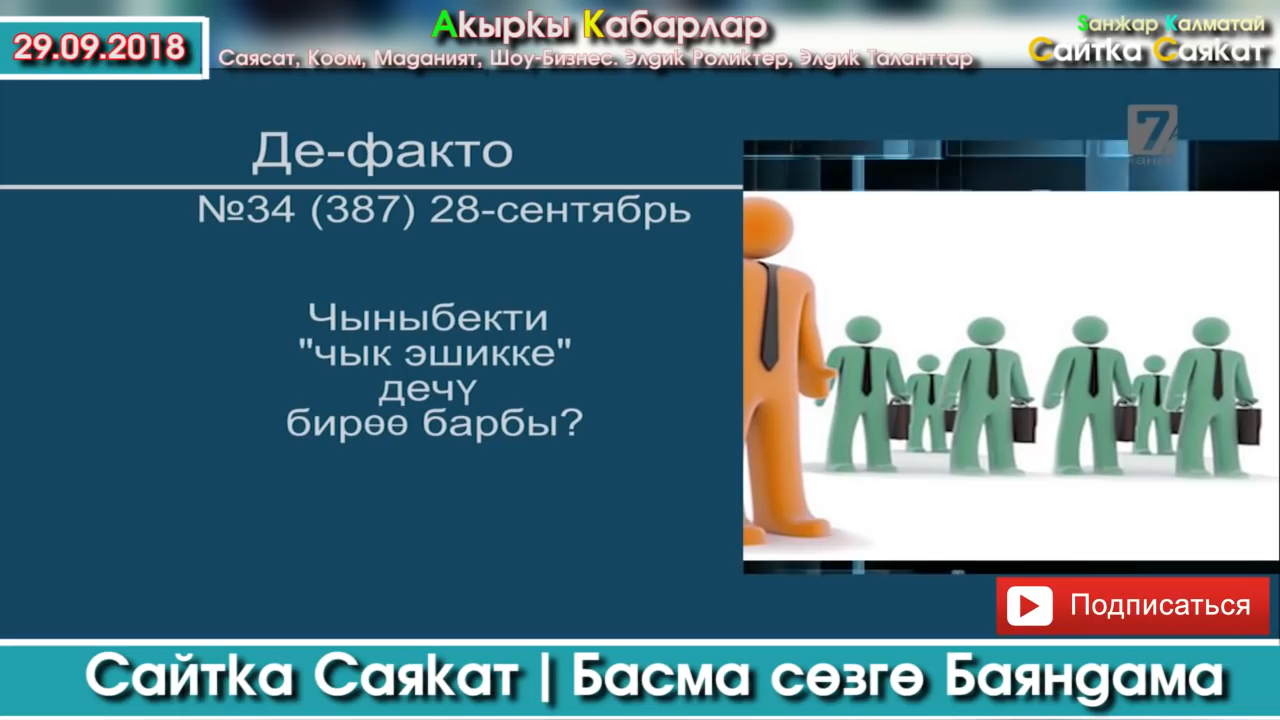 29.09.2018
Акыркы Кабарлар
Саясат, Коом, Маданият, Шоу-Бизнес. Элдик Роликтер, Элдик Таланттар
Sанжар Калматай
Сайтка Саякат
7
Де-факто
№34 (387) 28-сентябрь
Чыныбекти
"чык эшикке"
дечү
бирөө барбы?
Подписаться
Сайтка Саякат | Басма сөзгө Баяндама